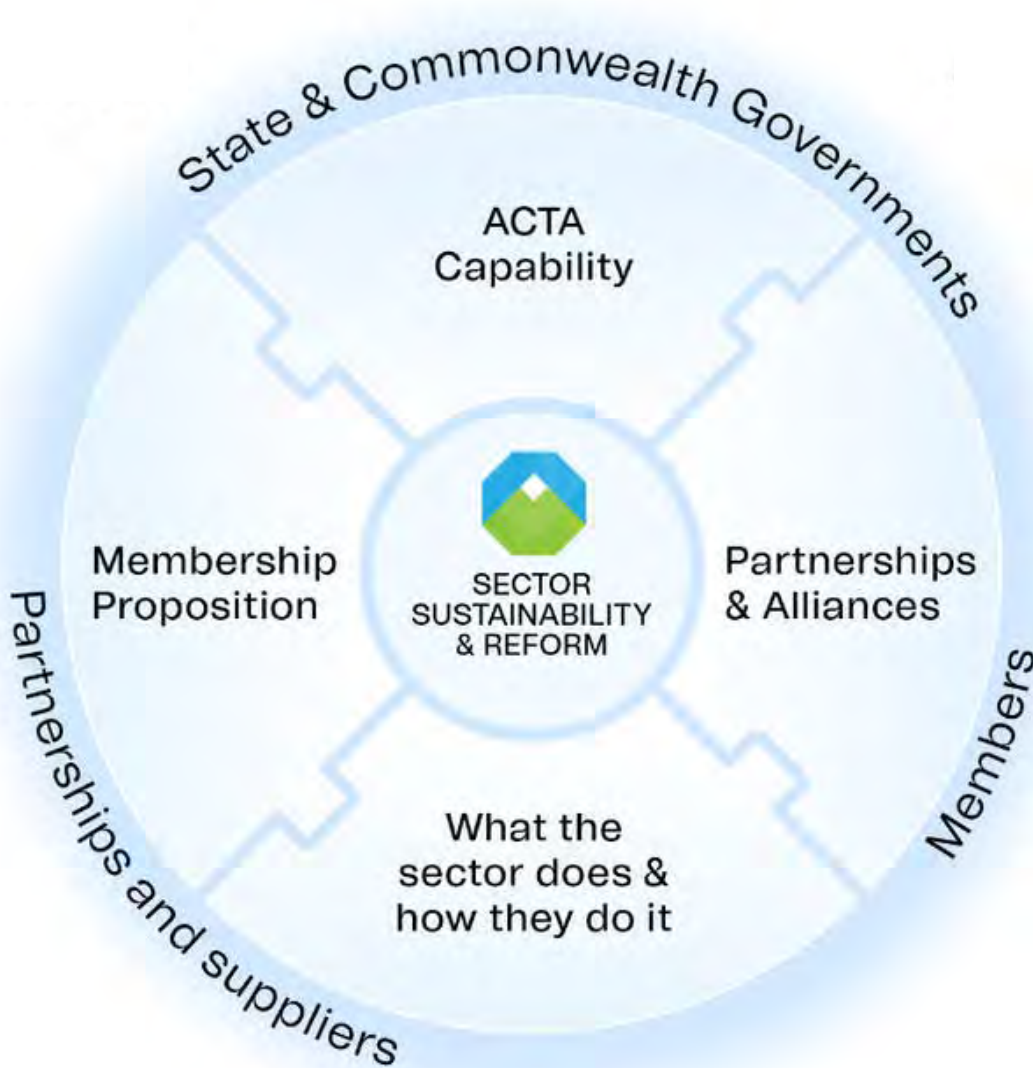 State & Commonwealth Governments
ACTA
Capability
Membership
Proposition
SECTOR
SUSTAINABILITY
& REFORM
Partnerships
& Alliances
What the
sector does &
how they do it
Members
Partnerships and suppliers